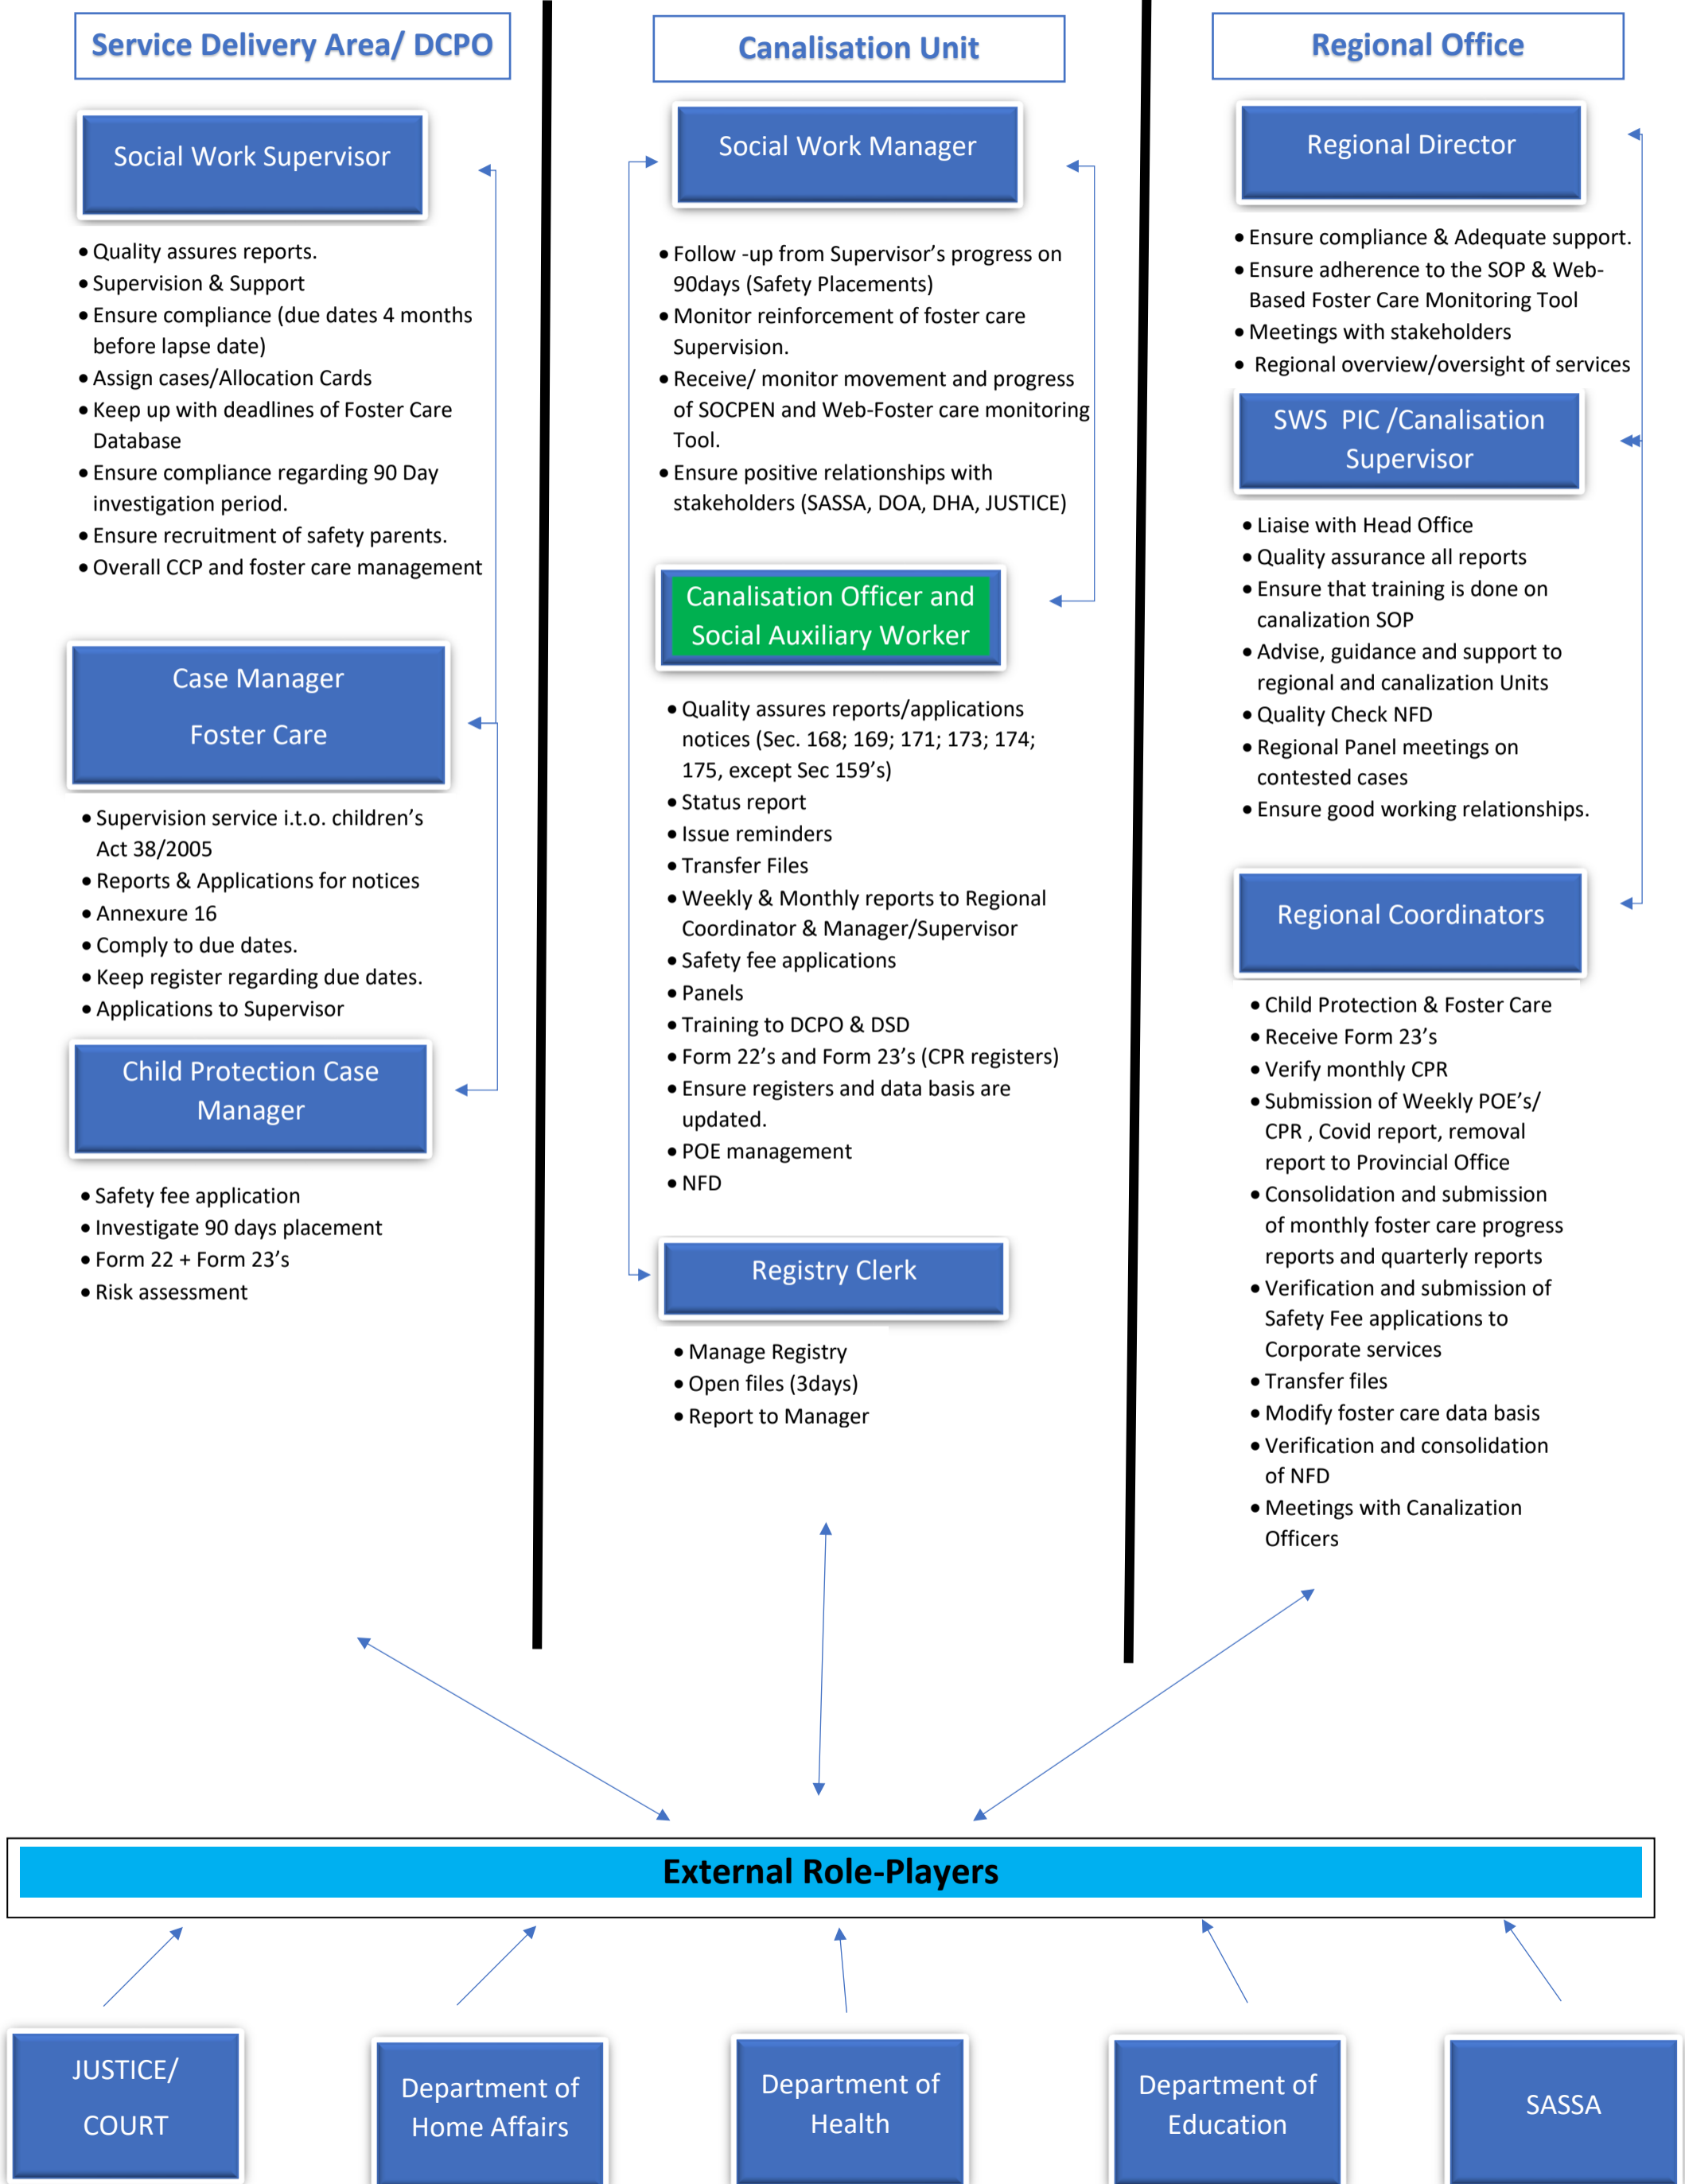 Service Delivery Area/ DCPO
Social Work Supervisor
• Quality assures reports.
• Supervision & Support
• Ensure compliance (due dates 4 months
before lapse date)
• Assign cases/Allocation Cards
• Keep up with deadlines of Foster Care
Database
• Ensure compliance regarding 90 Day
investigation period.
• Ensure recruitment of safety parents.
• Overall CCP and foster care management
Case Manager
Foster Care
• Supervision service i.t.o. children's
Act 38/2005
• Reports & Applications for notices
• Annexure 16
• Comply to due dates.
• Keep register regarding due dates.
• Applications to Supervisor
Child Protection Case
Manager
• Safety fee application
• Investigate 90 days placement
• Form 22 + Form 23's
• Risk assessment
Canalisation Unit
Social Work Manager
• Follow -up from Supervisor's progress on
90days (Safety Placements)
• Monitor reinforcement of foster care
Supervision.
• Receive/ monitor movement and progress
of SOCPEN and Web-Foster care monitoring
Tool.
• Ensure positive relationships with
stakeholders (SASSA, DOA, DHA, JUSTICE)
Canalisation Officer and
Social Auxiliary Worker
• Quality assures reports/applications
notices (Sec. 168; 169; 171; 173; 174;
175, except Sec 159's)
• Status report
• Issue reminders
• Transfer Files
• Weekly & Monthly reports to Regional
Coordinator & Manager/Supervisor
• Safety fee applications
• Panels
• Training to DCPO & DSD
• Form 22's and Form 23's (CPR registers)
• Ensure registers and data basis are
updated.
• POE management
• NFD
Registry Clerk
• Manage Registry
• Open files (3days)
• Report to Manager
Regional Office
Regional Director
• Ensure compliance & Adequate support.
• Ensure adherence to the SOP & Web-
Based Foster Care Monitoring Tool
• Meetings with stakeholders
• Regional overview/oversight of services
SWS PIC /Canalisation
Supervisor
• Liaise with Head Office
• Quality assurance all reports
• Ensure that training is done on
canalization SOP
• Advise, guidance and support to
regional and canalization Units
• Quality Check NFD
• Regional Panel meetings on
contested cases
• Ensure good working relationships.
Regional Coordinators
• Child Protection & Foster Care
• Receive Form 23's
• Verify monthly CPR
• Submission of Weekly POE's/
CPR , Covid report, removal
report to Provincial Office
• Consolidation and submission
of monthly foster care progress
reports and quarterly reports
• Verification and submission of
Safety Fee applications to
Corporate services
• Transfer files
• Modify foster care data basis
• Verification and consolidation
of NFD
• Meetings with Canalization
Officers
External Role-Players
JUSTICE/
COURT
Department of
Home Affairs
Department of
Health
Department of
Education
SASSA